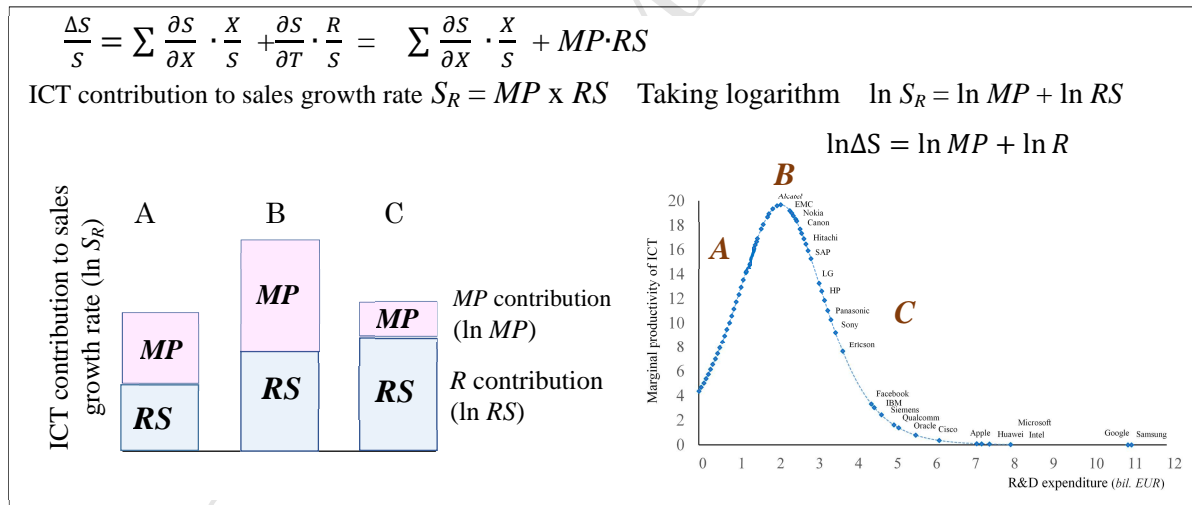 ΔS/S = ∑ ∂S/∂X · X/S + ∂S/∂T · R/S = ∑ ∂S/∂X · X/S + MP·RS
ICT contribution to sales growth rate S_R = MP x RS Taking logarithm ln S_R = ln MP + ln RS
lnΔS = ln MP + ln R
ICT contribution to sales
growth rate (ln S_R)
A B C
MP
RS
MP
RS
MP
RS
MP contribution
(ln MP)
R contribution
(ln RS)
Marginal productivity of ICT
20
18
16
14
12
10
8
6
4
2
0
A
B
C
Alcatel
EMC
Nokia
Canon
Hitachi
SAP
LG
HP
Panasonic
Sony
Ericson
Facebook
IBM
Siemens
Qualcomm
Oracle
Cisco
Apple
Huawei
Microsoft
Intel
Google
Samsung
0 1 2 3 4 5 6 7 8 9 10 11 12
R&D expenditure (bil. EUR)